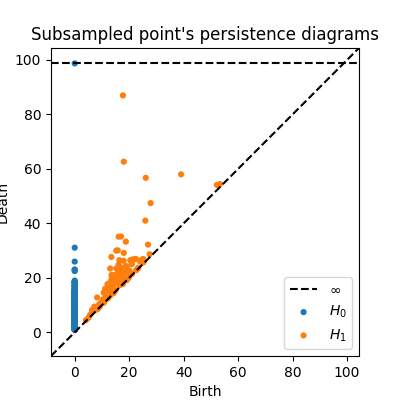 Subsampled point's persistence diagrams
100
80
60
40
20
0
Death
0 20 40 60 80 100
Birth
∞
H₀
H₁